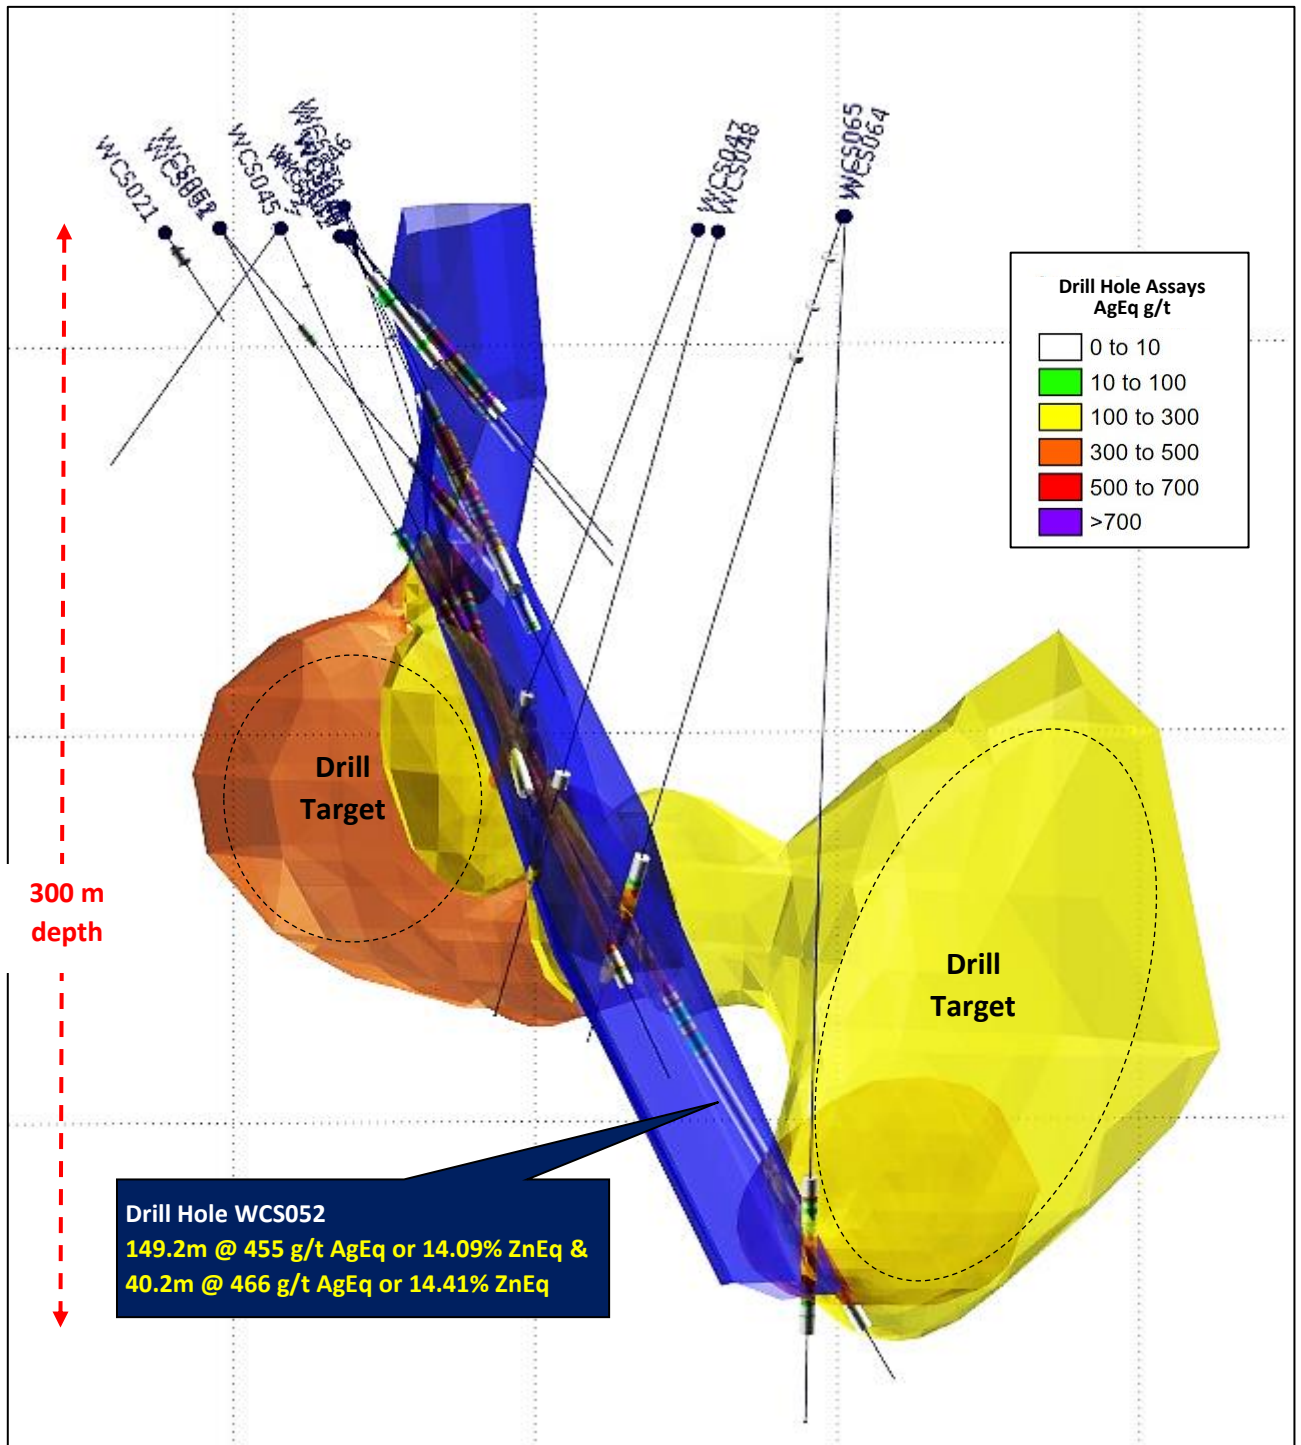 WCS021
WCS045
WCS047
WCS048
WCS065
WCS064
Drill Hole Assays
AgEq g/t
0 to 10
10 to 100
100 to 300
300 to 500
500 to 700
>700
Drill
Target
300 m
depth
Drill
Target
Drill Hole WCS052
149.2m @ 455 g/t AgEq or 14.09% ZnEq &
40.2m @ 466 g/t AgEq or 14.41% ZnEq